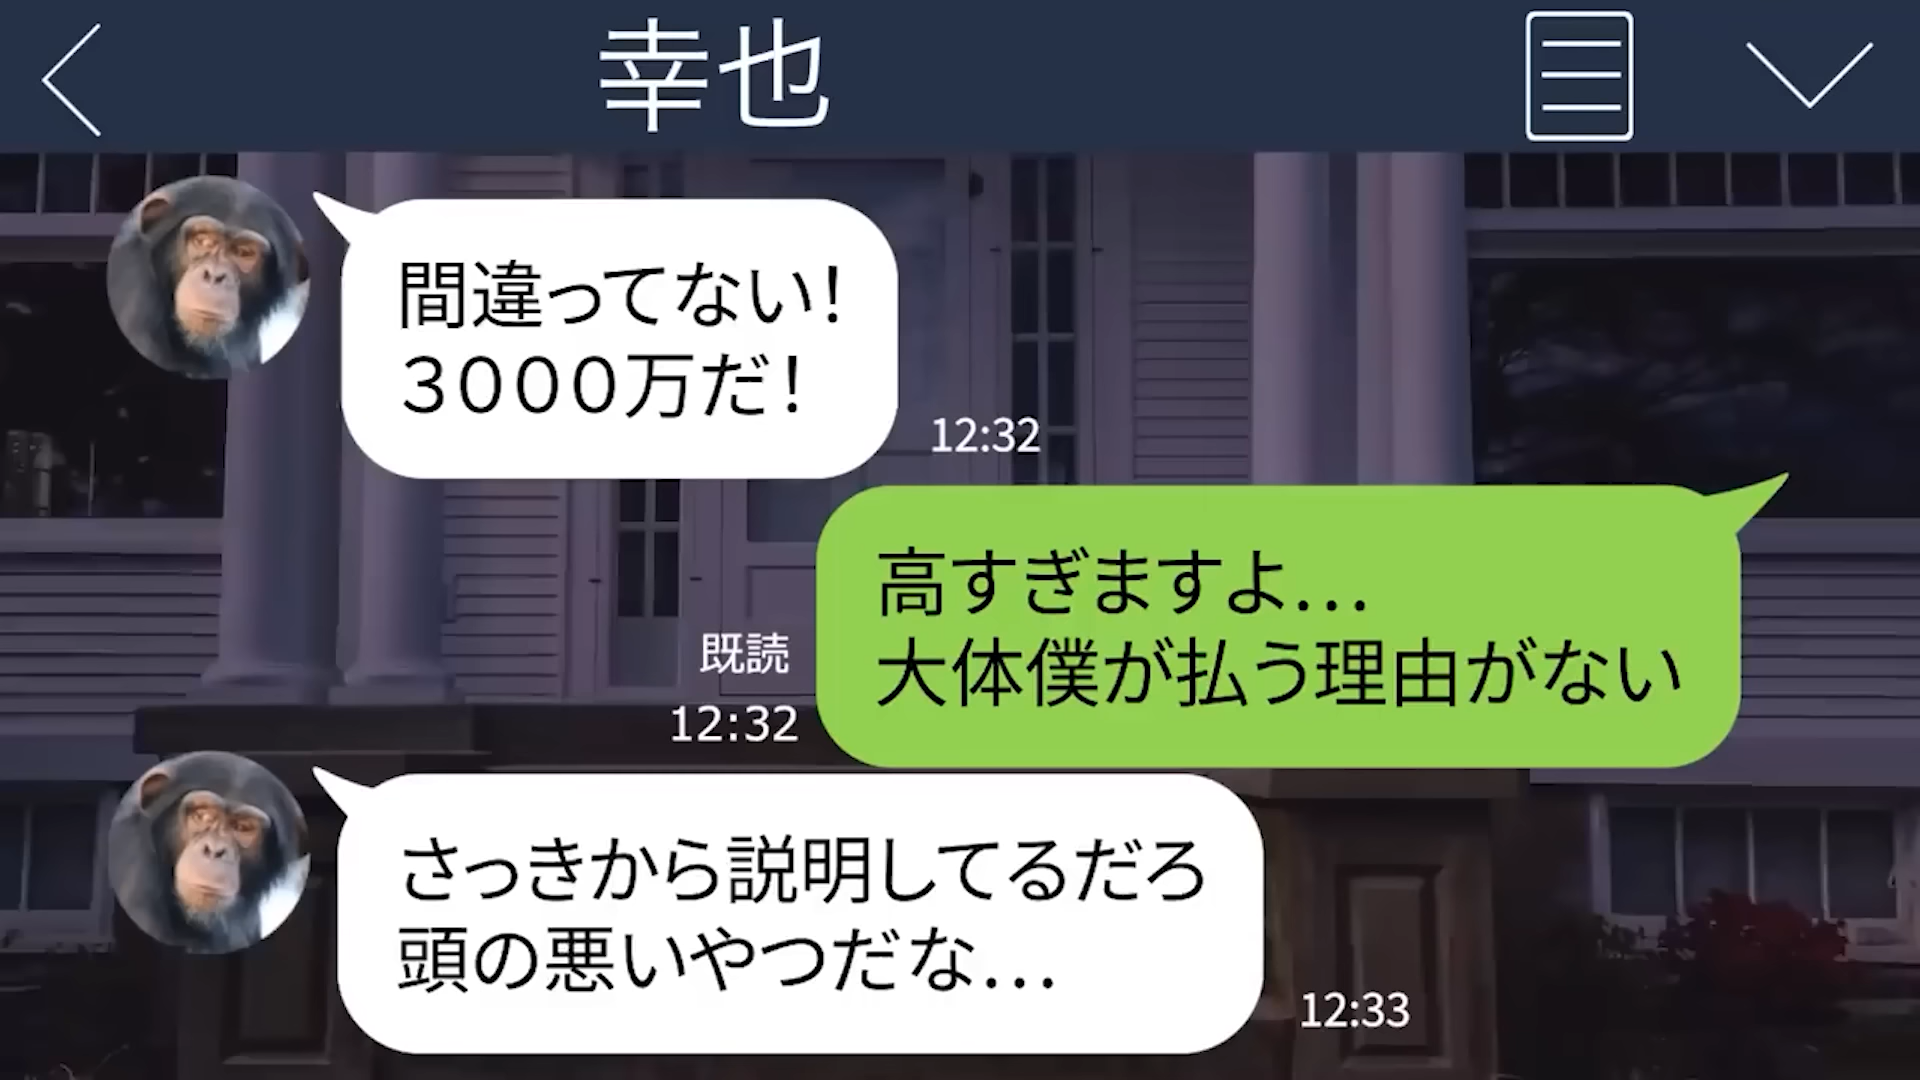 幸也
間違ってない!
3000万だ!
12:32
高すぎますよ...
大体僕が払う理由がない
既読
12:32
さっきから説明してるだろ
頭の悪いやつだな...
12:33